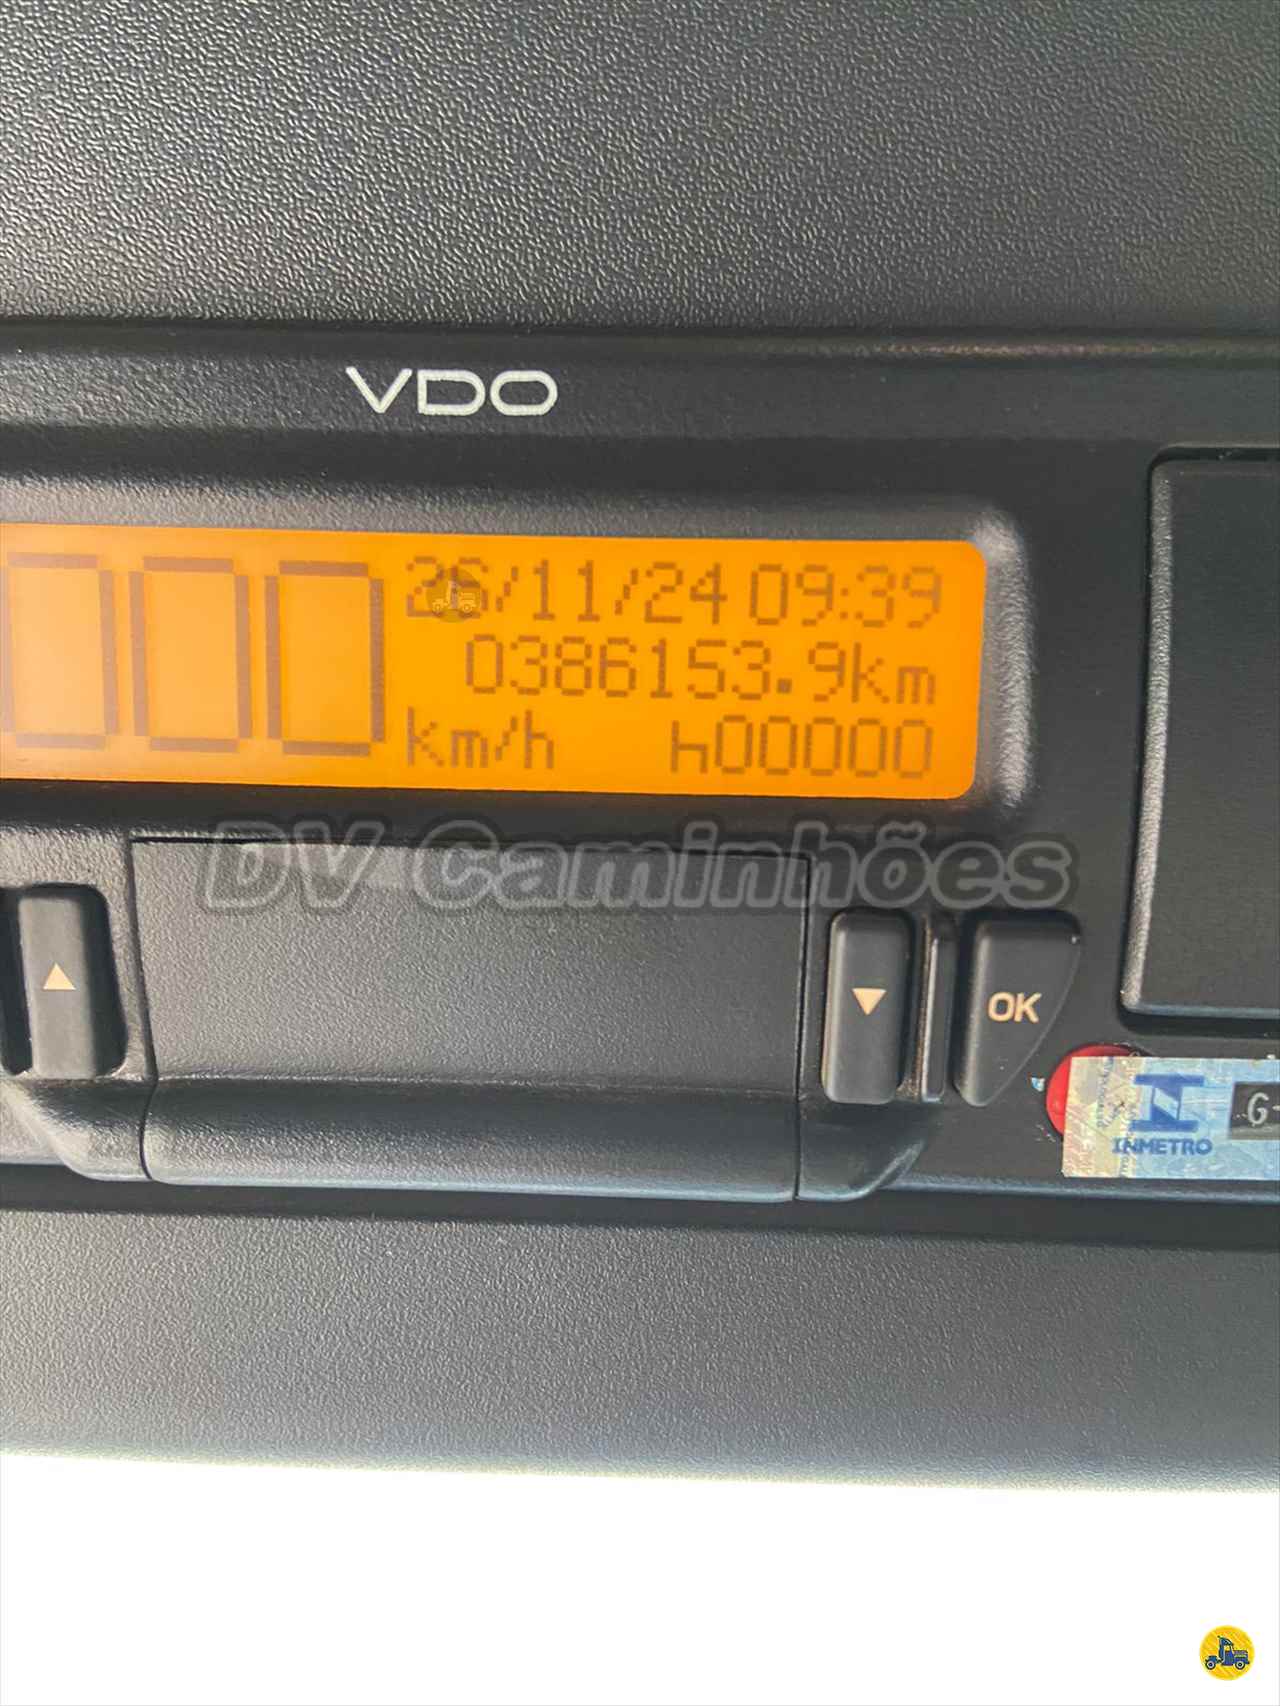 VDO
000
26/11/24 09:39
0386153.9km
km/h h00000
DV Caminhões
OK
INMETRO
G-